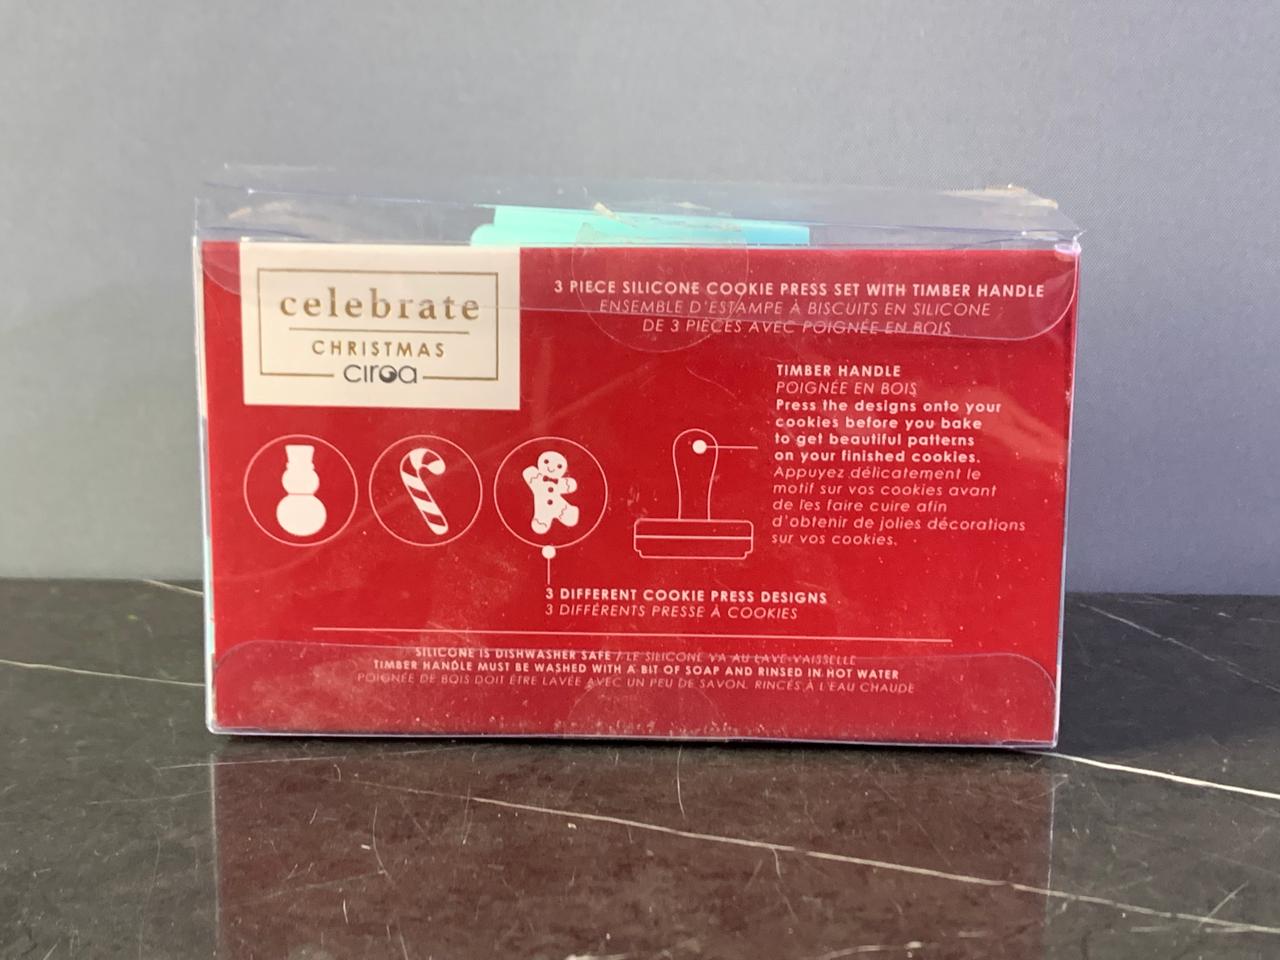 celebrate
CHRISTMAS
ciroa
3 PIECE SILICONE COOKIE PRESS SET WITH TIMBER HANDLE
ENSEMBLE D'ESTAMPE À BISCUITS EN SILICONE
DE 3 PIÈCES AVEC POIGNÉE EN BOIS
TIMBER HANDLE
POIGNÉE EN BOIS
Press the designs onto your
cookies before you bake
to get beautiful patterns
on your finished cookies.
Appuyez délicatement le
motif sur vos cookies avant
de les faire cuire afin
d'obtenir de jolies décorations
sur vos cookies.
3 DIFFERENT COOKIE PRESS DESIGNS
3 DIFFÉRENTS PRESSE À COOKIES
SILICONE IS DISHWASHER SAFE / LE SILICONE VA AU LAVE-VAISSELLE
TIMBER HANDLE MUST BE WASHED WITH A BIT OF SOAP AND RINSED IN HOT WATER
POIGNÉE DE BOIS DOIT ÊTRE LAVÉE AVEC UN PEU DE SAVON. RINCÉS À L'EAU CHAUDE